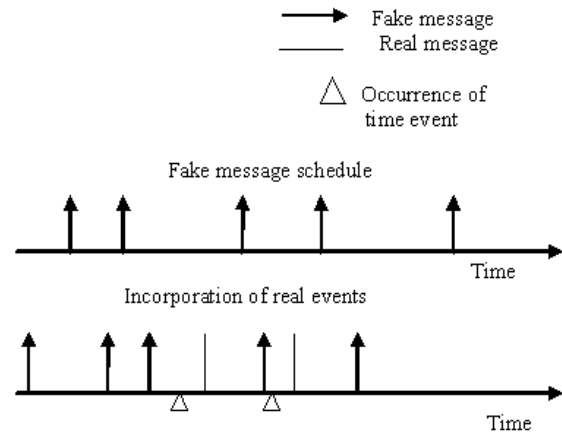 Fake message
Real message
Occurrence of
time event
Fake message schedule
Time
Incorporation of real events
Time